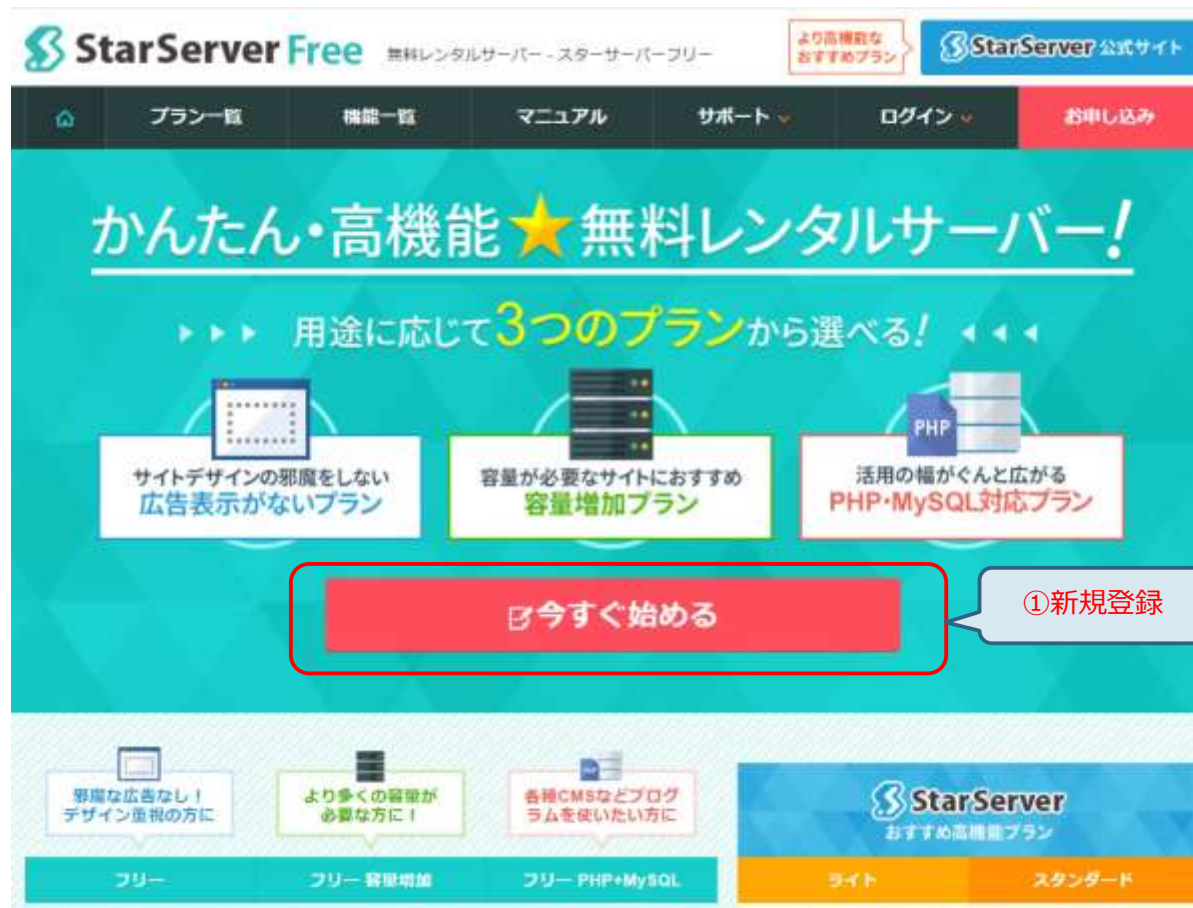 StarServer Free 無料レンタルサーバー - スターサーバーフリー
より高機能な
おすすめプラン
StarServer 公式サイト
プラン一覧 機能一覧 マニュアル サポート ログイン お申し込み
かんたん・高機能★無料レンタルサーバー!
▶▶▶ 用途に応じて3つのプランから選べる! ◀◀◀
サイトデザインの邪魔をしない
広告表示がないプラン
容量が必要なサイトにおすすめ
容量増加プラン
PHP
活用の幅がぐんと広がる
PHP・MySQL対応プラン
今すぐ始める
①新規登録
邪魔な広告なし!
デザイン重視の方に
より多くの容量が
必要な方に!
PHP
各種CMSなどプログ
ラムを使いたい方に
StarServer
おすすめ高機能プラン
フリー フリー 容量増加 フリー PHP+MySQL ライト スタンダード